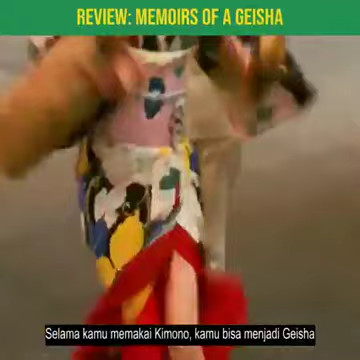 REVIEW: MEMOIRS OF A GEISHA
Selama kamu memakai Kimono, kamu bisa menjadi Geisha